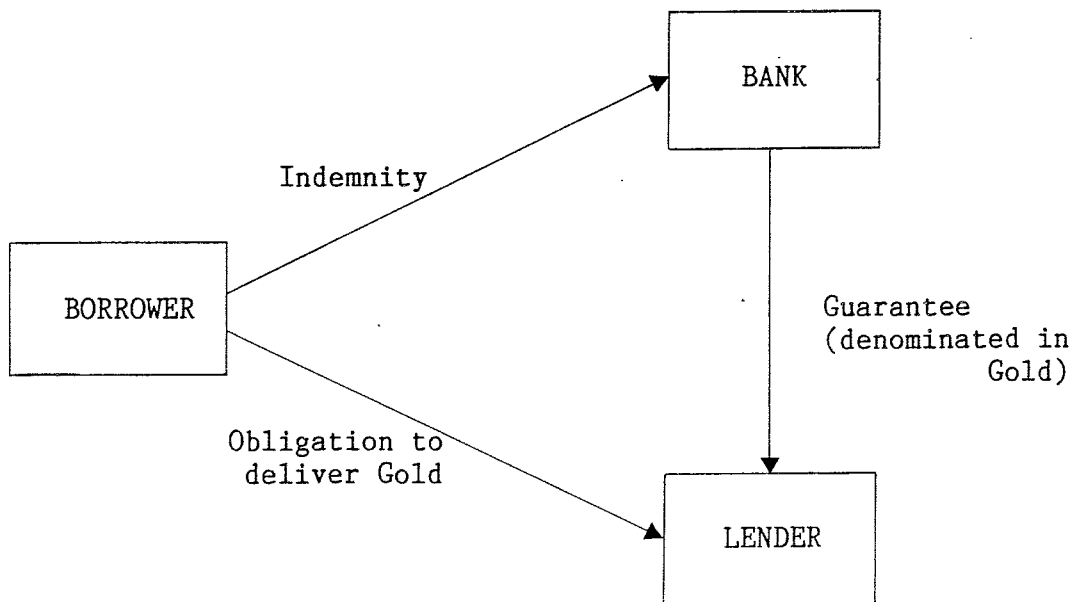 BANK
Indemnity
BORROWER
Guarantee
(denominated in
Gold)
Obligation to
deliver Gold
LENDER